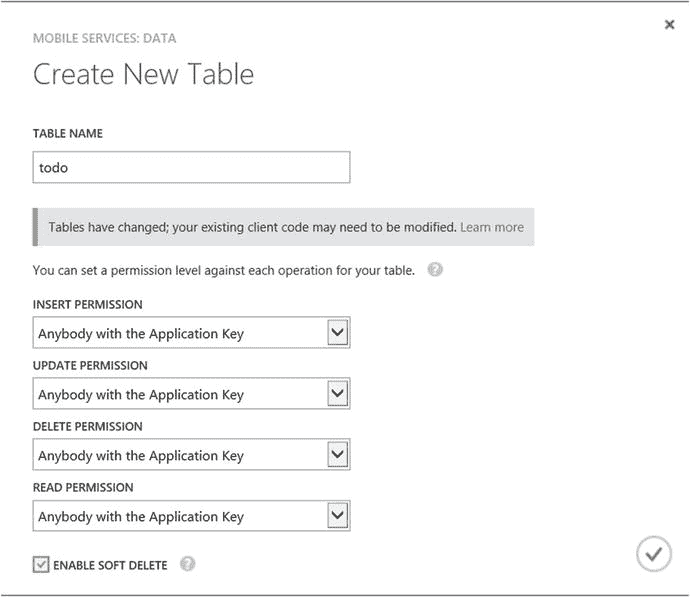 MOBILE SERVICES: DATA
Create New Table
TABLE NAME
todo
Tables have changed; your existing client code may need to be modified. Learn more
You can set a permission level against each operation for your table. ?
INSERT PERMISSION
Anybody with the Application Key
UPDATE PERMISSION
Anybody with the Application Key
DELETE PERMISSION
Anybody with the Application Key
READ PERMISSION
Anybody with the Application Key
ENABLE SOFT DELETE ?